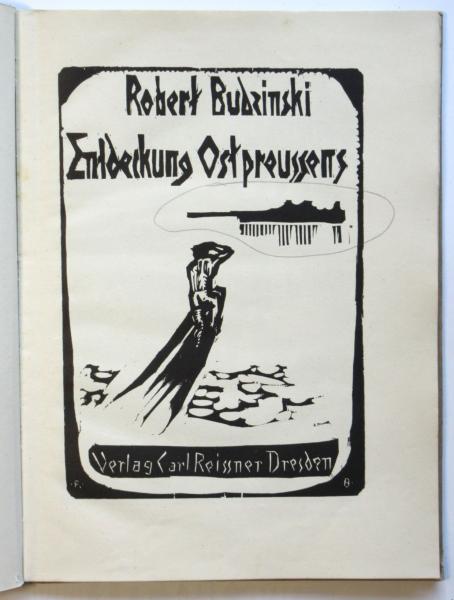 Robert Budzinski
Entdeckung Ostpreussens
Verlag Carl Reissner Dresden